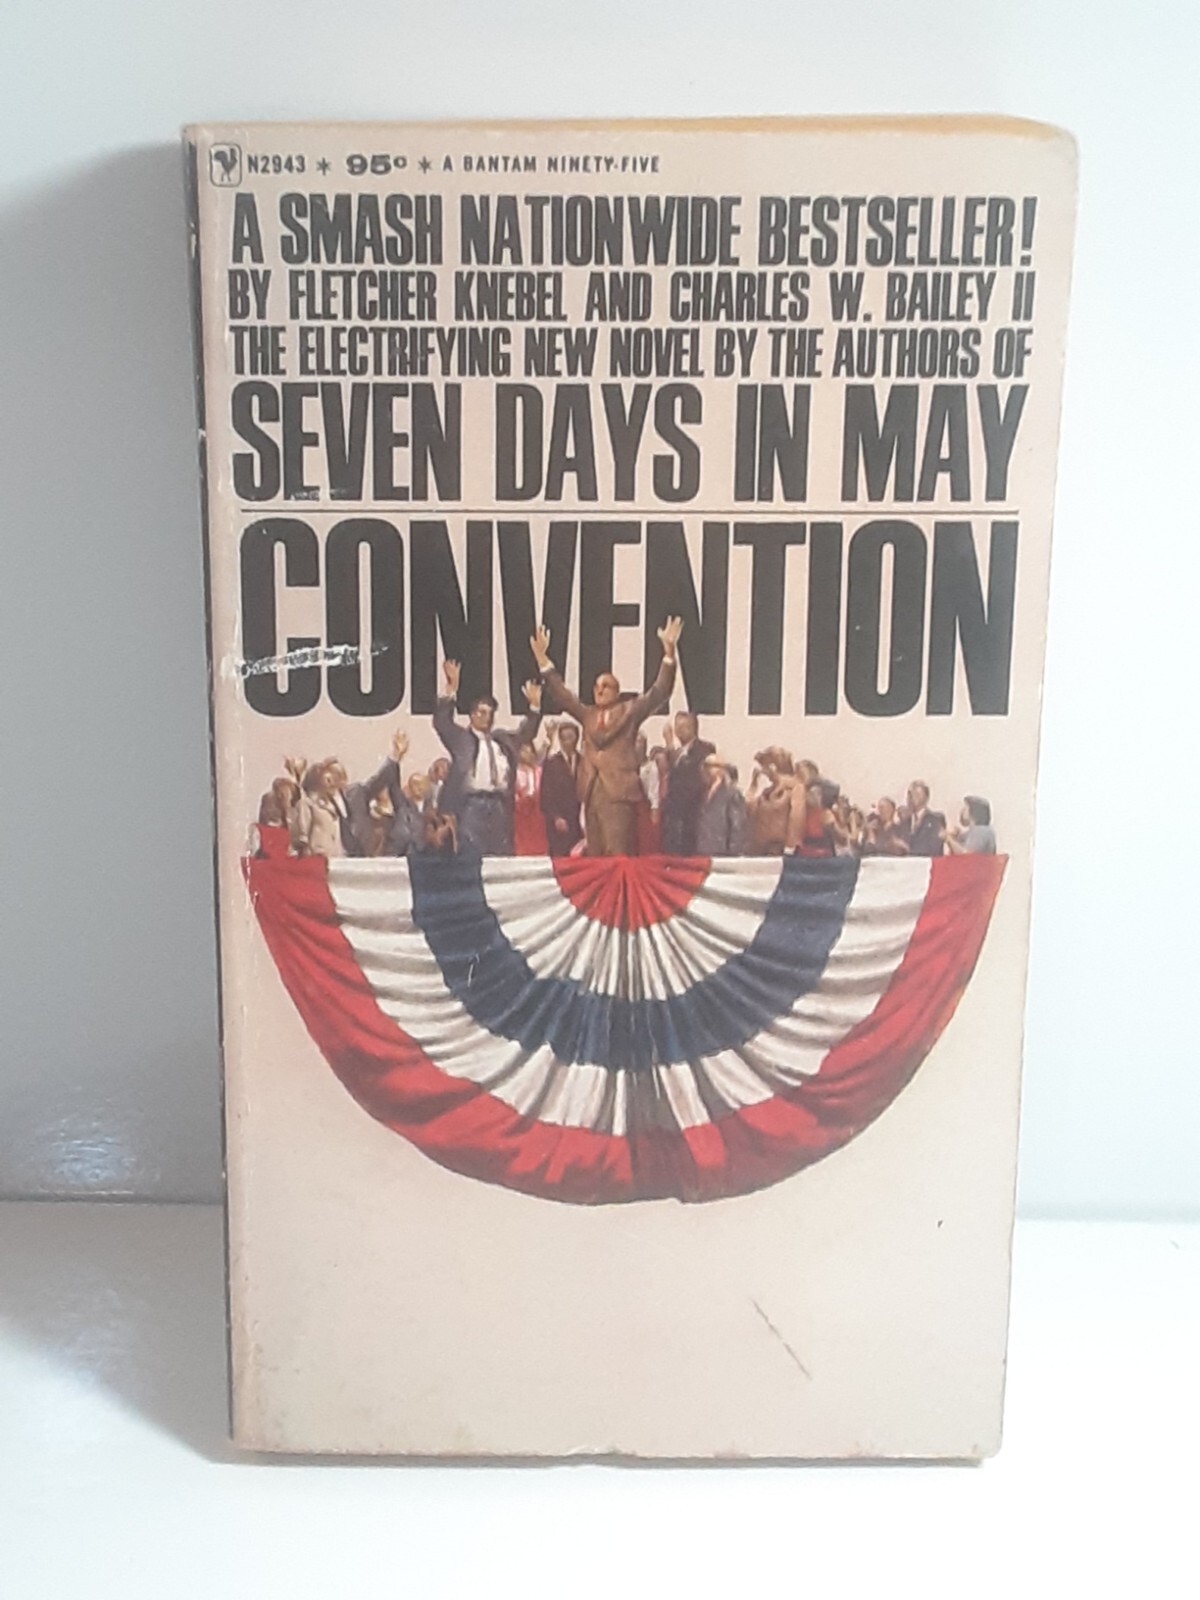 N2943 * 95¢ * A BANTAM NINETY-FIVE
A SMASH NATIONWIDE BESTSELLER!
BY FLETCHER KNEBEL AND CHARLES W. BAILEY II
THE ELECTRIFYING NEW NOVEL BY THE AUTHORS OF
SEVEN DAYS IN MAY
CONVENTION